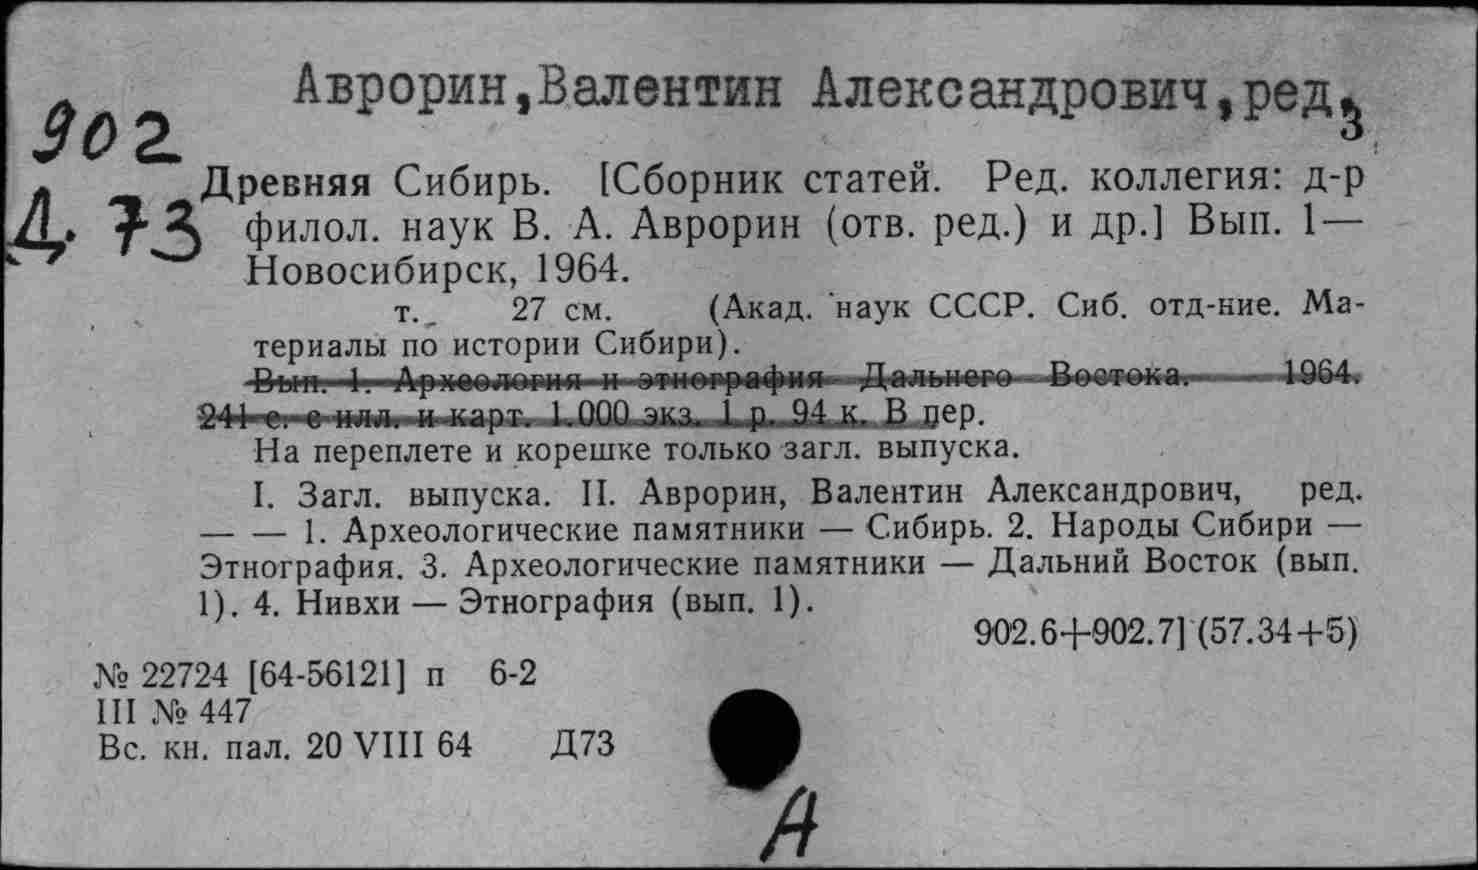 Аврорин,Валентин Александрович,ред.
3
902
Д 73
Древняя Сибирь. [Сборник статей. Ред. коллегия: д-р
филол. наук В. А. Аврорин (отв. ред.) и др.] Вып. 1—
Новосибирск, 1964.
т. 27 см. (Акад. наук СССР. Сиб. отд-ние. Ма-
териалы по истории Сибири).
Вып. 1. Археология и этнография Дальнего Востока. 1964.
241 с. с илл. и карт. 1.000 экз. 1 р. 94 к. В пер.
На переплете и корешке только загл. выпуска.
I. Загл. выпуска. II. Аврорин, Валентин Александрович, ред.
— — 1. Археологические памятники — Сибирь. 2. Народы Сибири —
Этнография. 3. Археологические памятники — Дальний Восток (вып.
1). 4. Нивхи — Этнография (вып. 1).
902.6+902.7] (57.34+5)
№ 22724 [64-56121] п 6-2
III № 447
Вс. кн. пал. 20 VIII 64 Д73
А